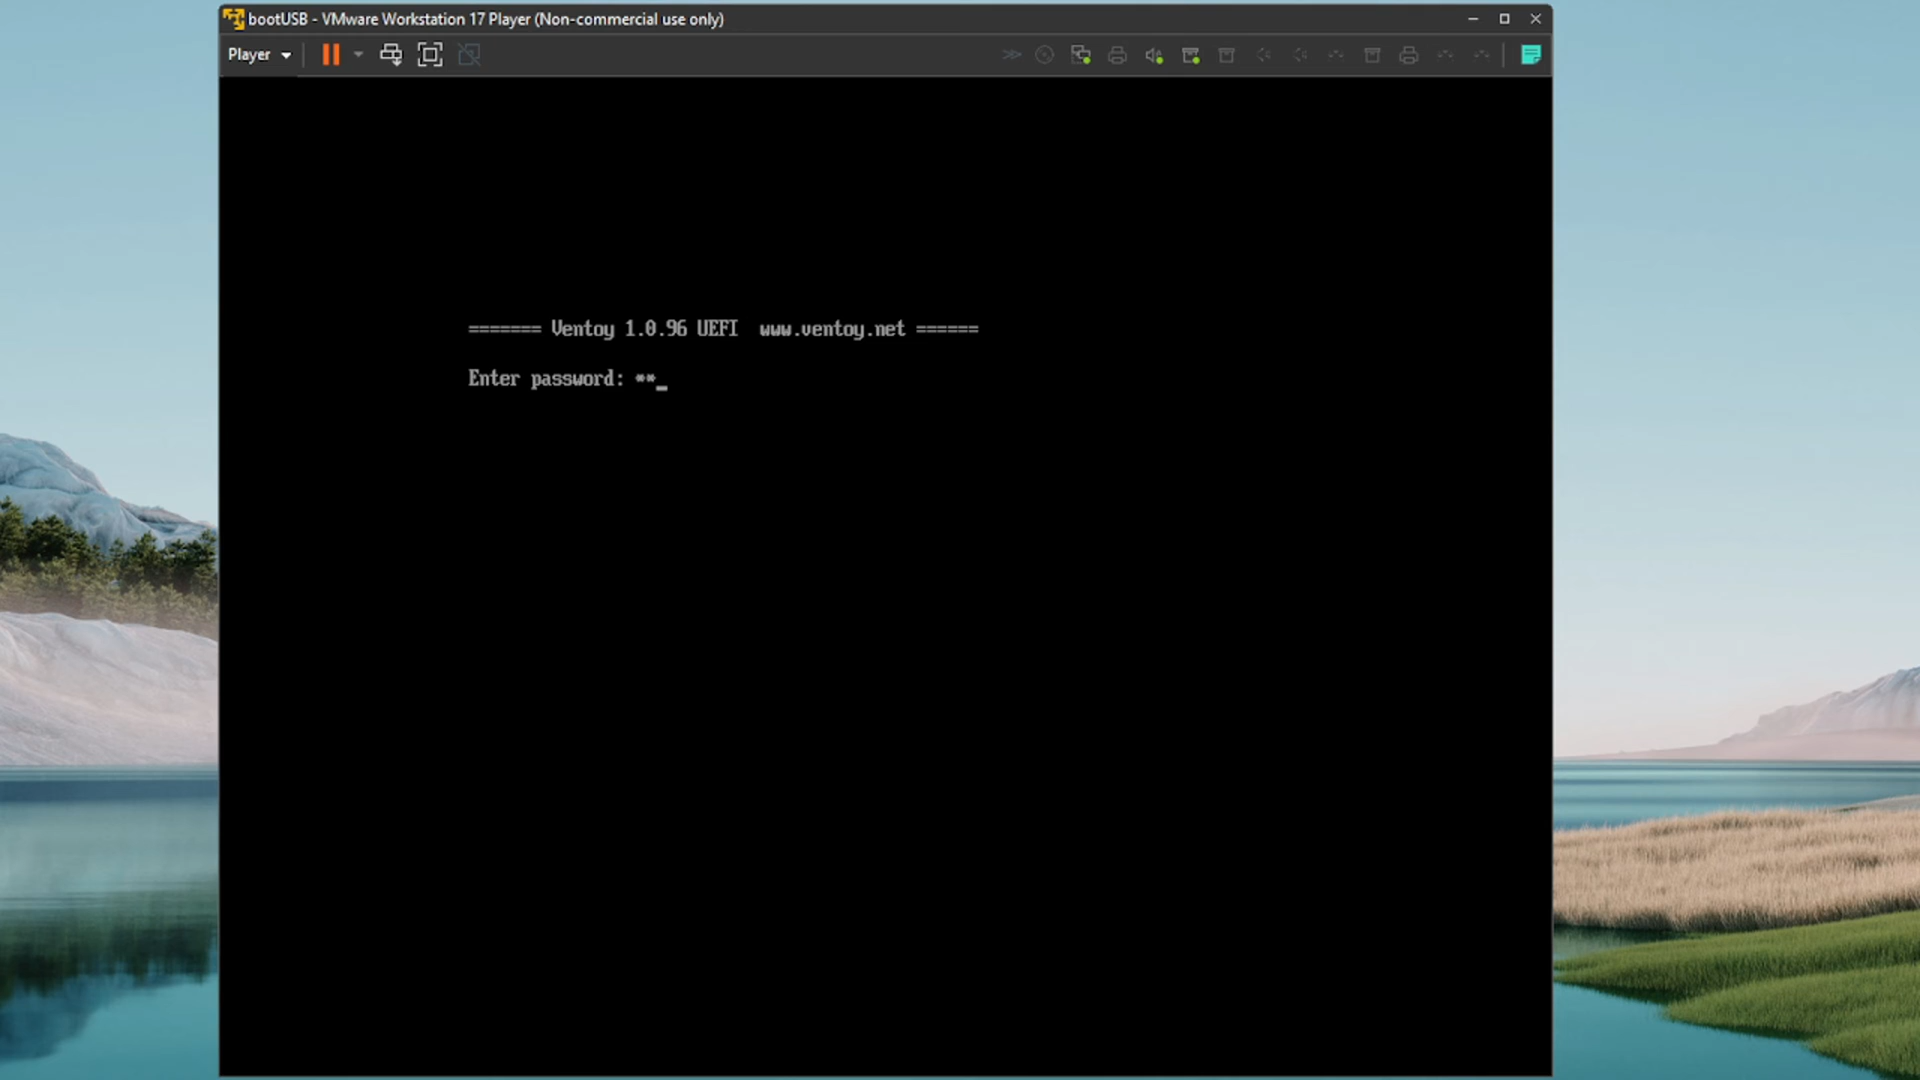 bootUSB - VMware Workstation 17 Player (Non-commercial use only)
Player
======= Ventoy 1.0.96 UEFI  www.ventoy.net ======
Enter password: **_